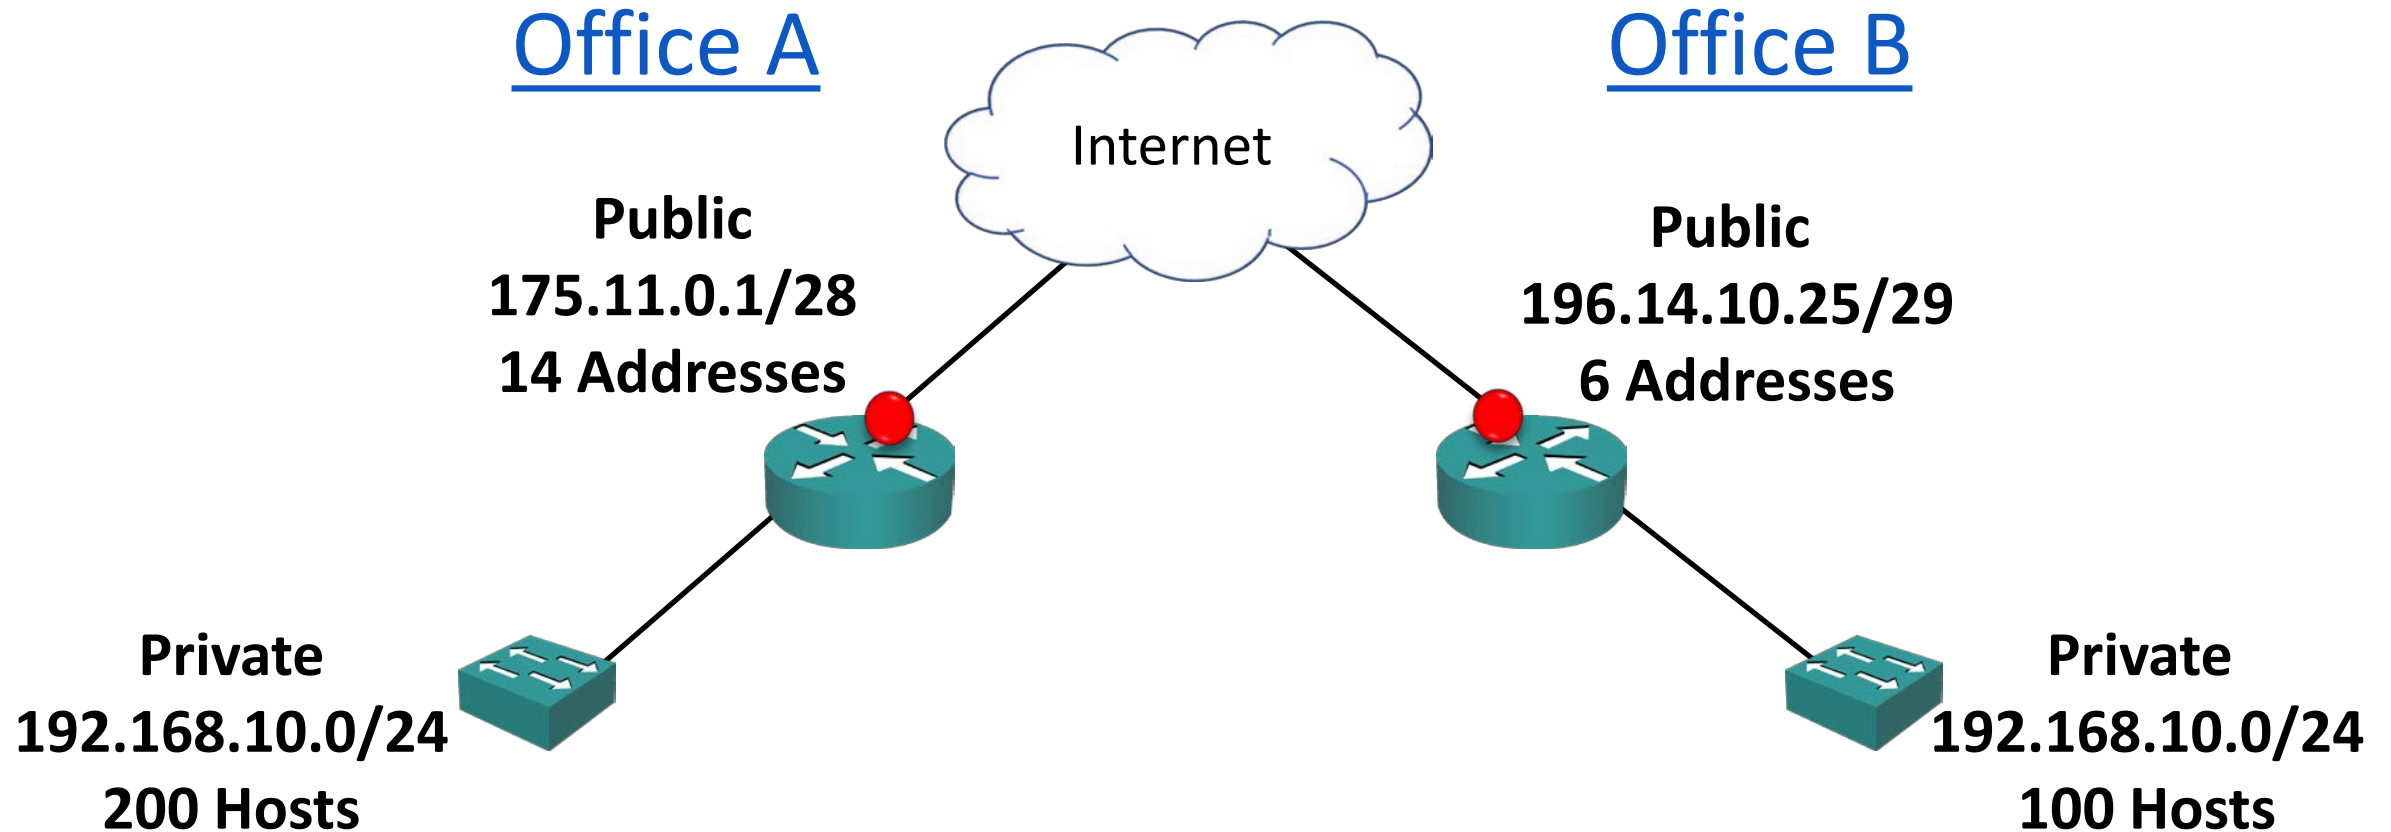 Office A
Office B
Internet
Public
175.11.0.1/28
14 Addresses
Public
196.14.10.25/29
6 Addresses
Private
192.168.10.0/24
200 Hosts
Private
192.168.10.0/24
100 Hosts